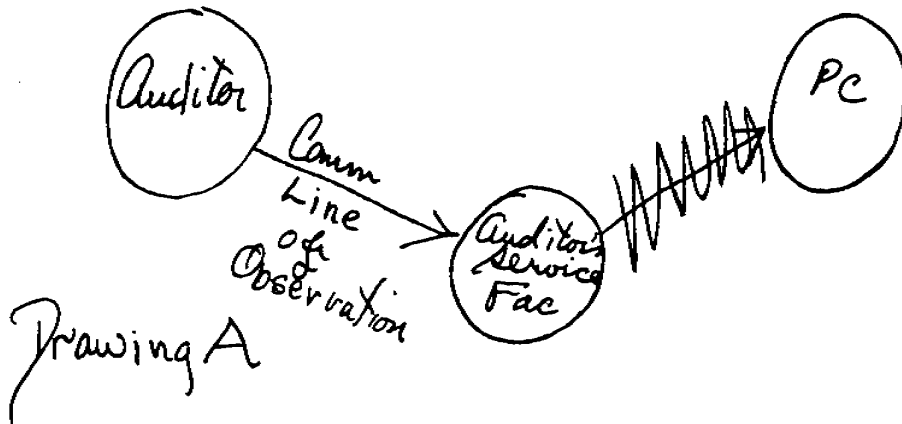 Auditor
PC
Comm
Line
of
Observation
Auditor's
Service
Fac
Drawing A